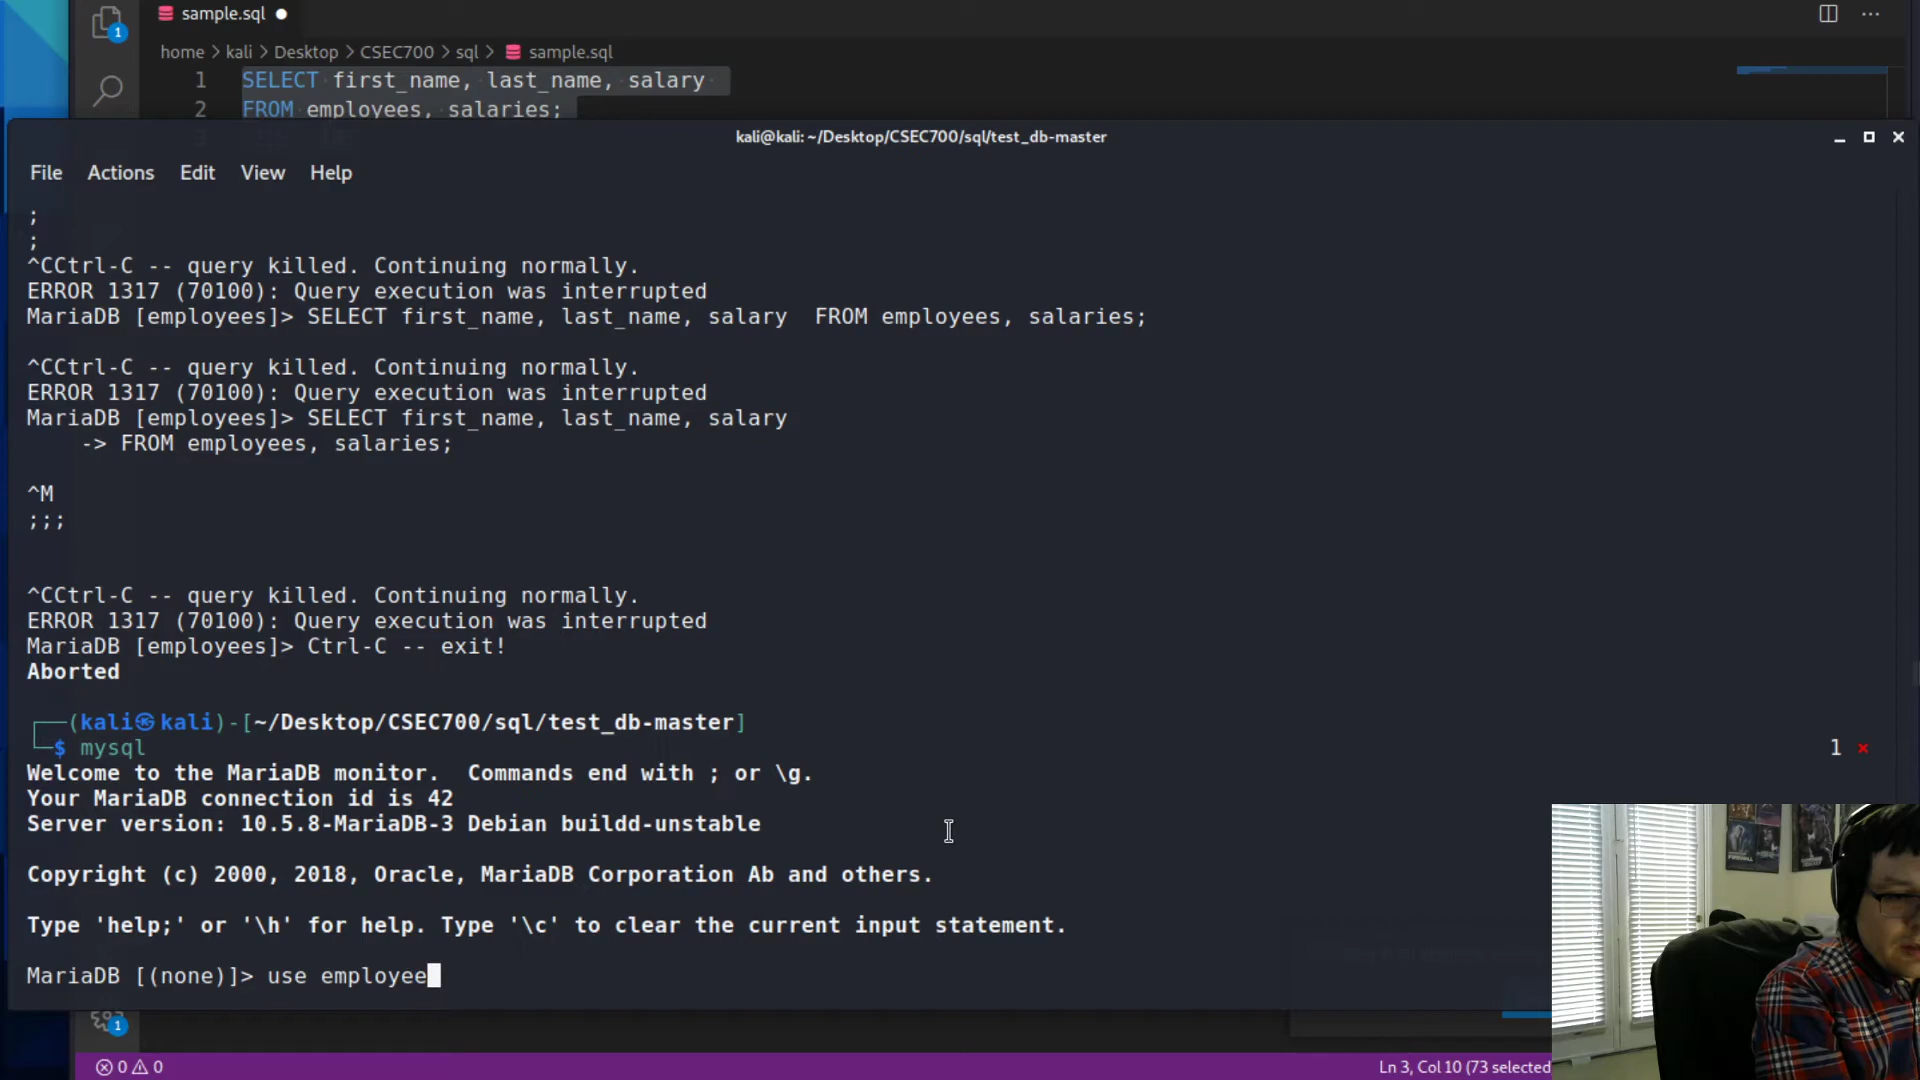 sample.sql
1
home > kali > Desktop > CSEC700 > sql > sample.sql
1 SELECT first_name, last_name, salary
2 FROM employees, salaries;
3
kali@kali: ~/Desktop/CSEC700/sql/test_db-master
File Actions Edit View Help
;
;
^CCtrl-C -- query killed. Continuing normally.
ERROR 1317 (70100): Query execution was interrupted
MariaDB [employees]> SELECT first_name, last_name, salary  FROM employees, salaries;
^CCtrl-C -- query killed. Continuing normally.
ERROR 1317 (70100): Query execution was interrupted
MariaDB [employees]> SELECT first_name, last_name, salary
    -> FROM employees, salaries;
^M
;;;
^CCtrl-C -- query killed. Continuing normally.
ERROR 1317 (70100): Query execution was interrupted
MariaDB [employees]> Ctrl-C -- exit!
Aborted
┌──(kali㉿kali)-[~/Desktop/CSEC700/sql/test_db-master]
└─$ mysql 1 ×
Welcome to the MariaDB monitor.  Commands end with ; or \g.
Your MariaDB connection id is 42
Server version: 10.5.8-MariaDB-3 Debian buildd-unstable
Copyright (c) 2000, 2018, Oracle, MariaDB Corporation Ab and others.
Type 'help;' or '\h' for help. Type '\c' to clear the current input statement.
MariaDB [(none)]> use employee
1
0 0 Ln 3, Col 10 (73 selected